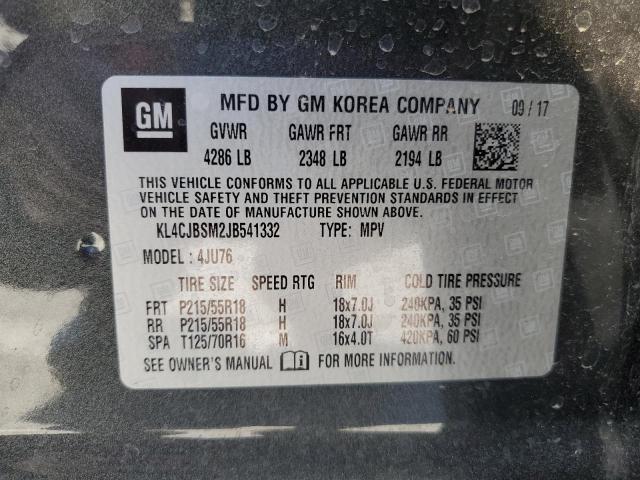 GM MFD BY GM KOREA COMPANY 09/17
GVWR GAWR FRT GAWR RR
4286 LB 2348 LB 2194 LB
THIS VEHICLE CONFORMS TO ALL APPLICABLE U.S. FEDERAL MOTOR
VEHICLE SAFETY AND THEFT PREVENTION STANDARDS IN EFFECT ON
THE DATE OF MANUFACTURE SHOWN ABOVE.
KL4CJBSM2JB541332 TYPE: MPV
MODEL: 4JU76
TIRE SIZE SPEED RTG RIM COLD TIRE PRESSURE
FRT P215/55R18 H 18x7.0J 240KPA, 35 PSI
RR P215/55R18 H 18x7.0J 240KPA, 35 PSI
SPA T125/70R16 M 16x4.0T 420KPA, 60 PSI
SEE OWNER'S MANUAL FOR MORE INFORMATION.